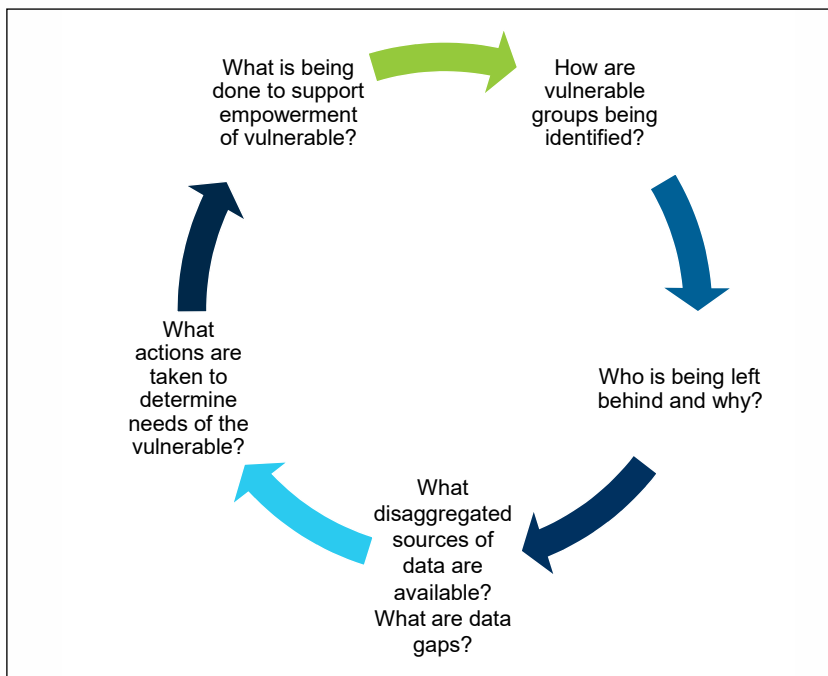 What is being
done to support
empowerment
of vulnerable?
How are
vulnerable
groups being
identified?
Who is being left
behind and why?
What
disaggregated
sources of
data are
available?
What are data
gaps?
What
actions are
taken to
determine
needs of the
vulnerable?